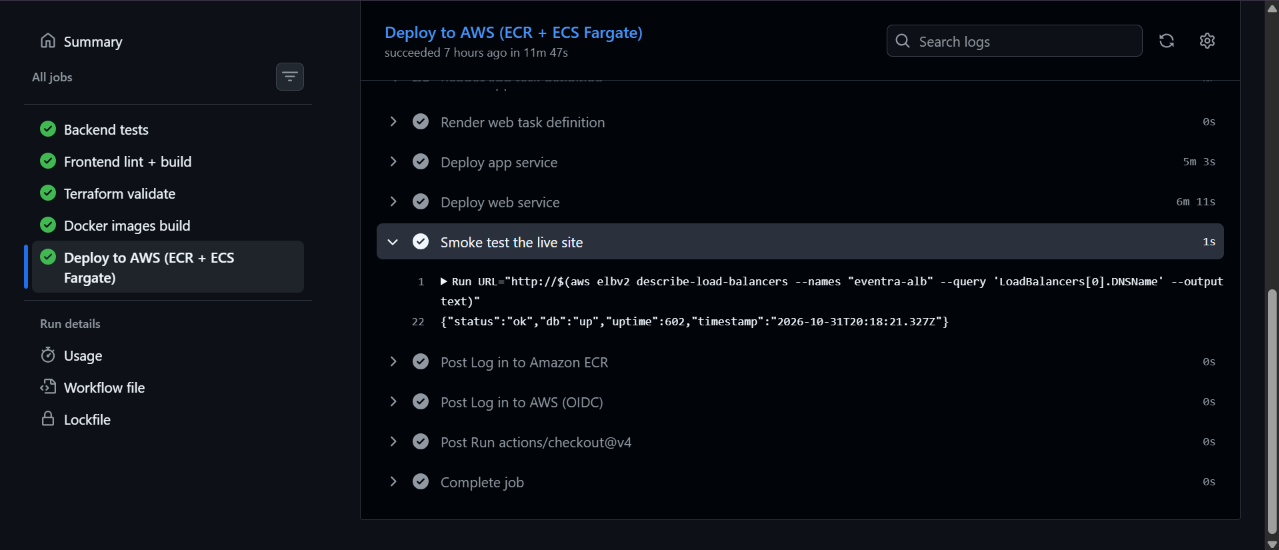 Summary
All jobs
Backend tests
Frontend lint + build
Terraform validate
Docker images build
Deploy to AWS (ECR + ECS
Fargate)
Run details
Usage
Workflow file
Lockfile
Deploy to AWS (ECR + ECS Fargate)
succeeded 7 hours ago in 11m 47s
Search logs
Render web task definition 0s
Deploy app service 5m 3s
Deploy web service 6m 11s
Smoke test the live site 1s
1 Run URL="http://$(aws elbv2 describe-load-balancers --names "eventra-alb" --query 'LoadBalancers[0].DNSName' --output
text)"
22 {"status":"ok","db":"up","uptime":602,"timestamp":"2026-10-31T20:18:21.327Z"}
Post Log in to Amazon ECR 0s
Post Log in to AWS (OIDC) 0s
Post Run actions/checkout@v4 0s
Complete job 0s